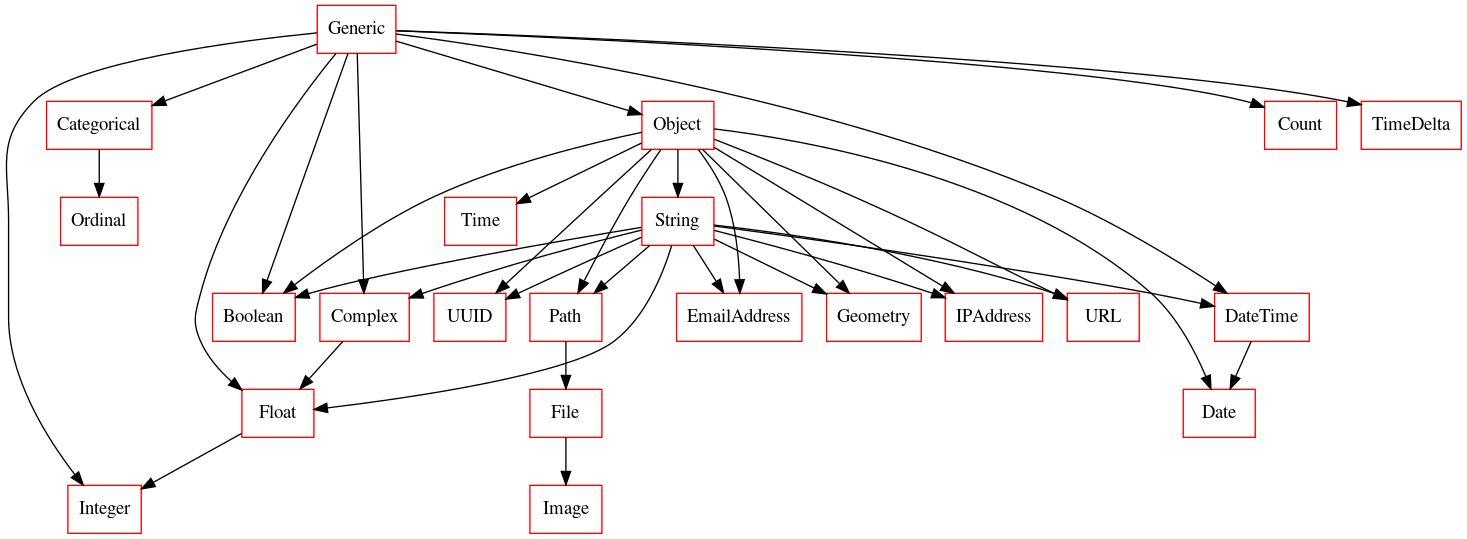 Generic
Categorical
Object
Count
TimeDelta
Ordinal
Time
String
Boolean
Complex
UUID
Path
EmailAddress
Geometry
IPAddress
URL
DateTime
Float
File
Date
Integer
Image